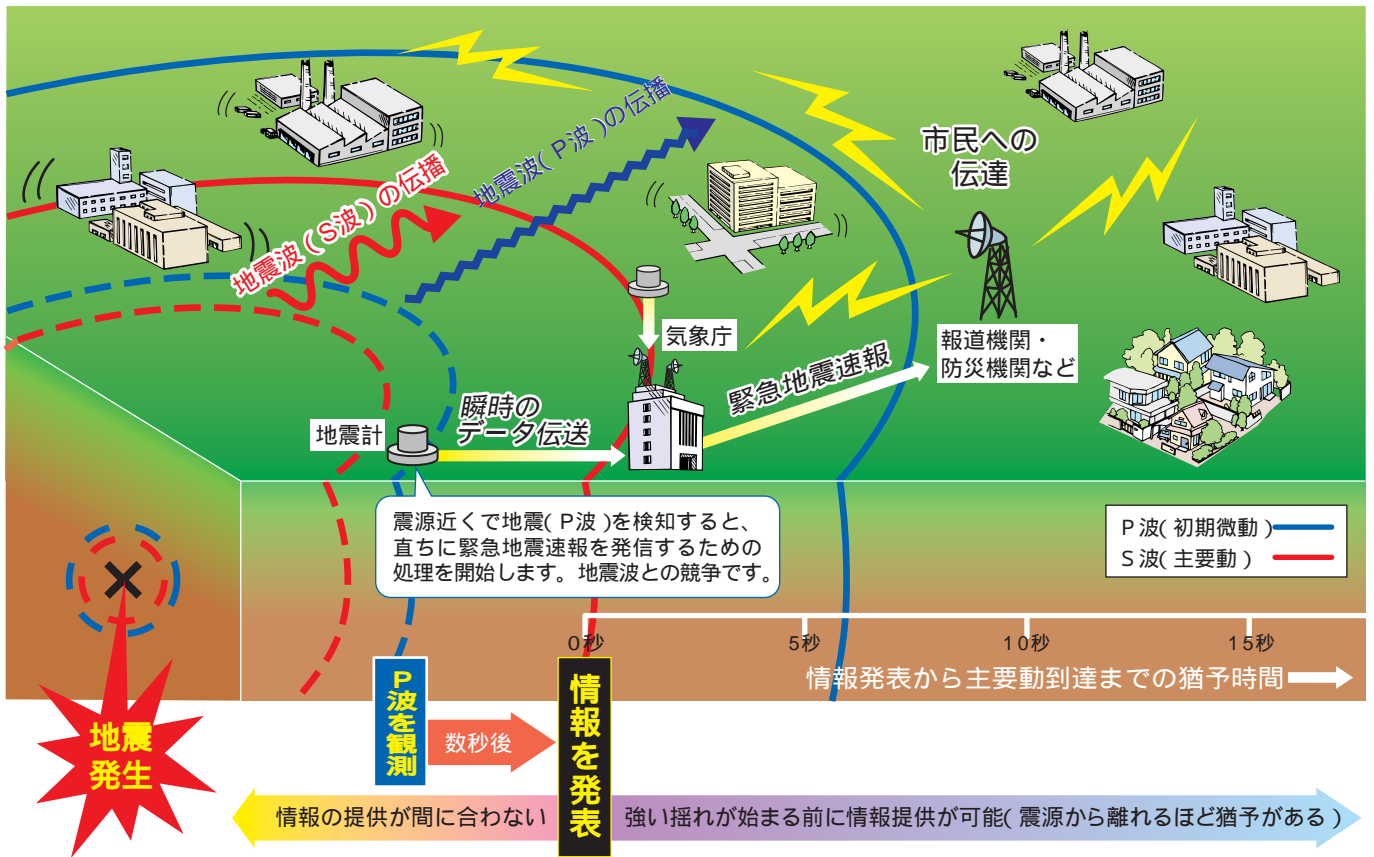 市民への
伝達
地震波(P波)の伝播
地震波(S波)の伝播
気象庁
報道機関・
防災機関など
緊急地震速報
地震計
瞬時の
データ伝送
震源近くで地震(P波)を検知すると、
直ちに緊急地震速報を発信するための
処理を開始します。地震波との競争です。
P波(初期微動)
S波(主要動)
0秒
5秒
10秒
15秒
情報発表から主要動到達までの猶予時間
地震
発生
P波を観測
数秒後
情報を発表
情報の提供が間に合わない
強い揺れが始まる前に情報提供が可能(震源から離れるほど猶予がある)